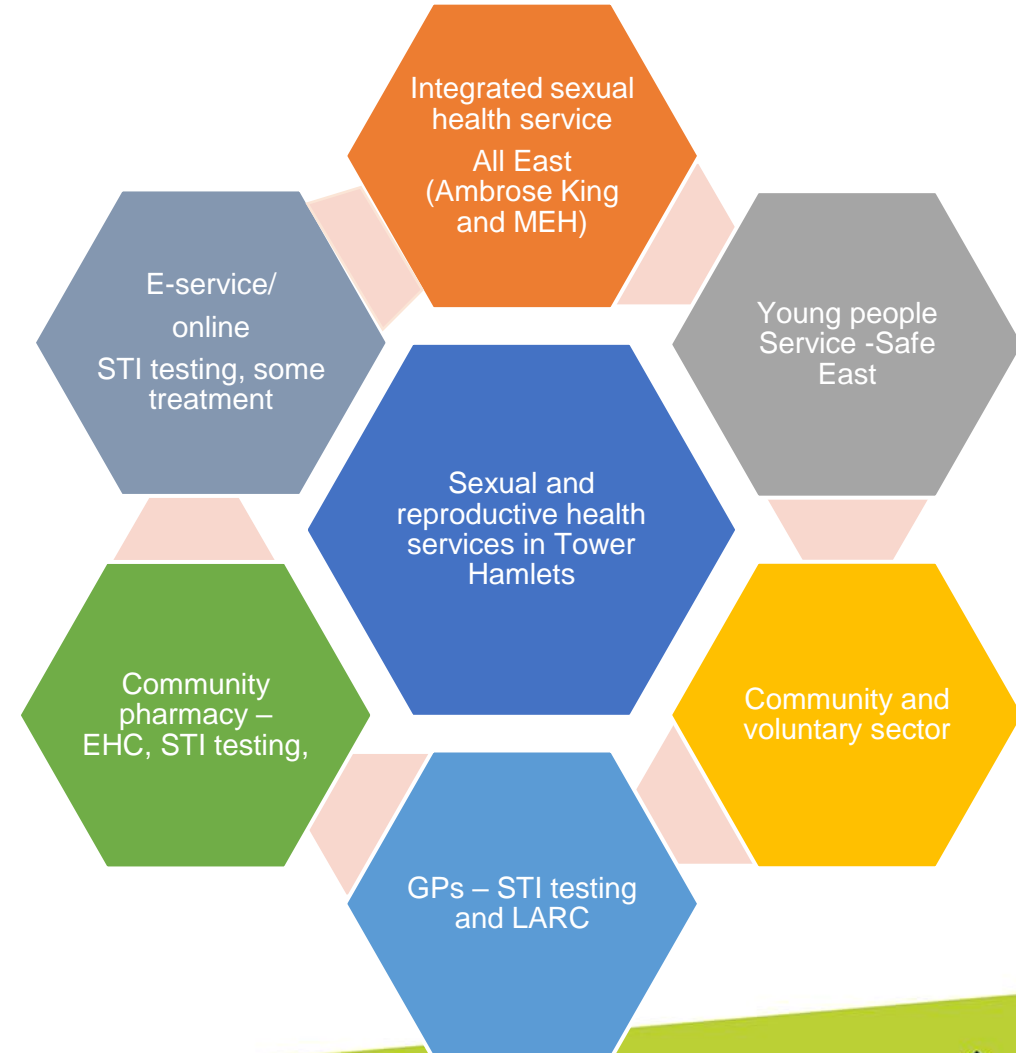 Integrated sexual
health service
All East
(Ambrose King
and MEH)
E-service/
online
STI testing, some
treatment
Young people
Service -Safe
East
Sexual and
reproductive health
services in Tower
Hamlets
Community
pharmacy –
EHC, STI testing,
Community and
voluntary sector
GPs – STI testing
and LARC